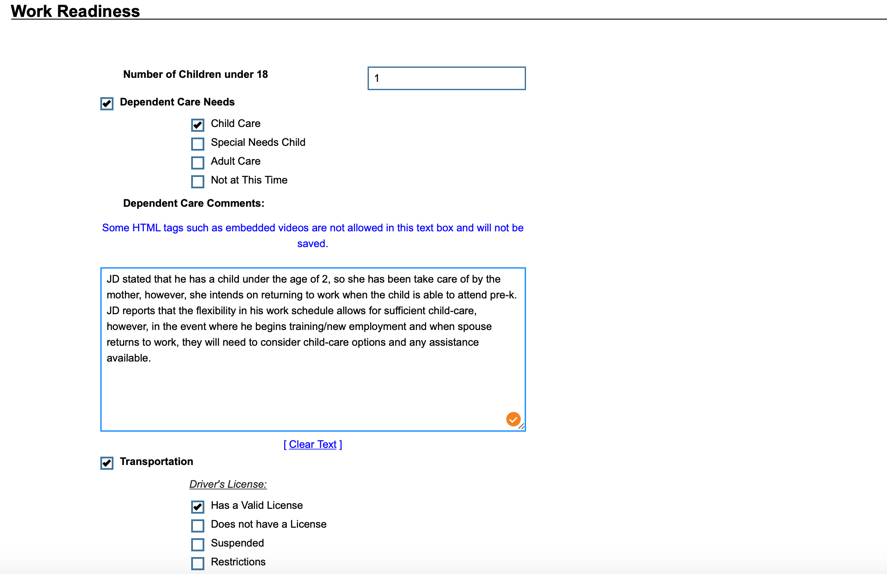 Work Readiness
Number of Children under 18
1
Dependent Care Needs
Child Care
Special Needs Child
Adult Care
Not at This Time
Dependent Care Comments:
Some HTML tags such as embedded videos are not allowed in this text box and will not be
saved.
JD stated that he has a child under the age of 2, so she has been take care of by the
mother, however, she intends on returning to work when the child is able to attend pre-k.
JD reports that the flexibility in his work schedule allows for sufficient child-care,
however, in the event where he begins training/new employment and when spouse
returns to work, they will need to consider child-care options and any assistance
available.
[ Clear Text ]
Transportation
Driver's License:
Has a Valid License
Does not have a License
Suspended
Restrictions